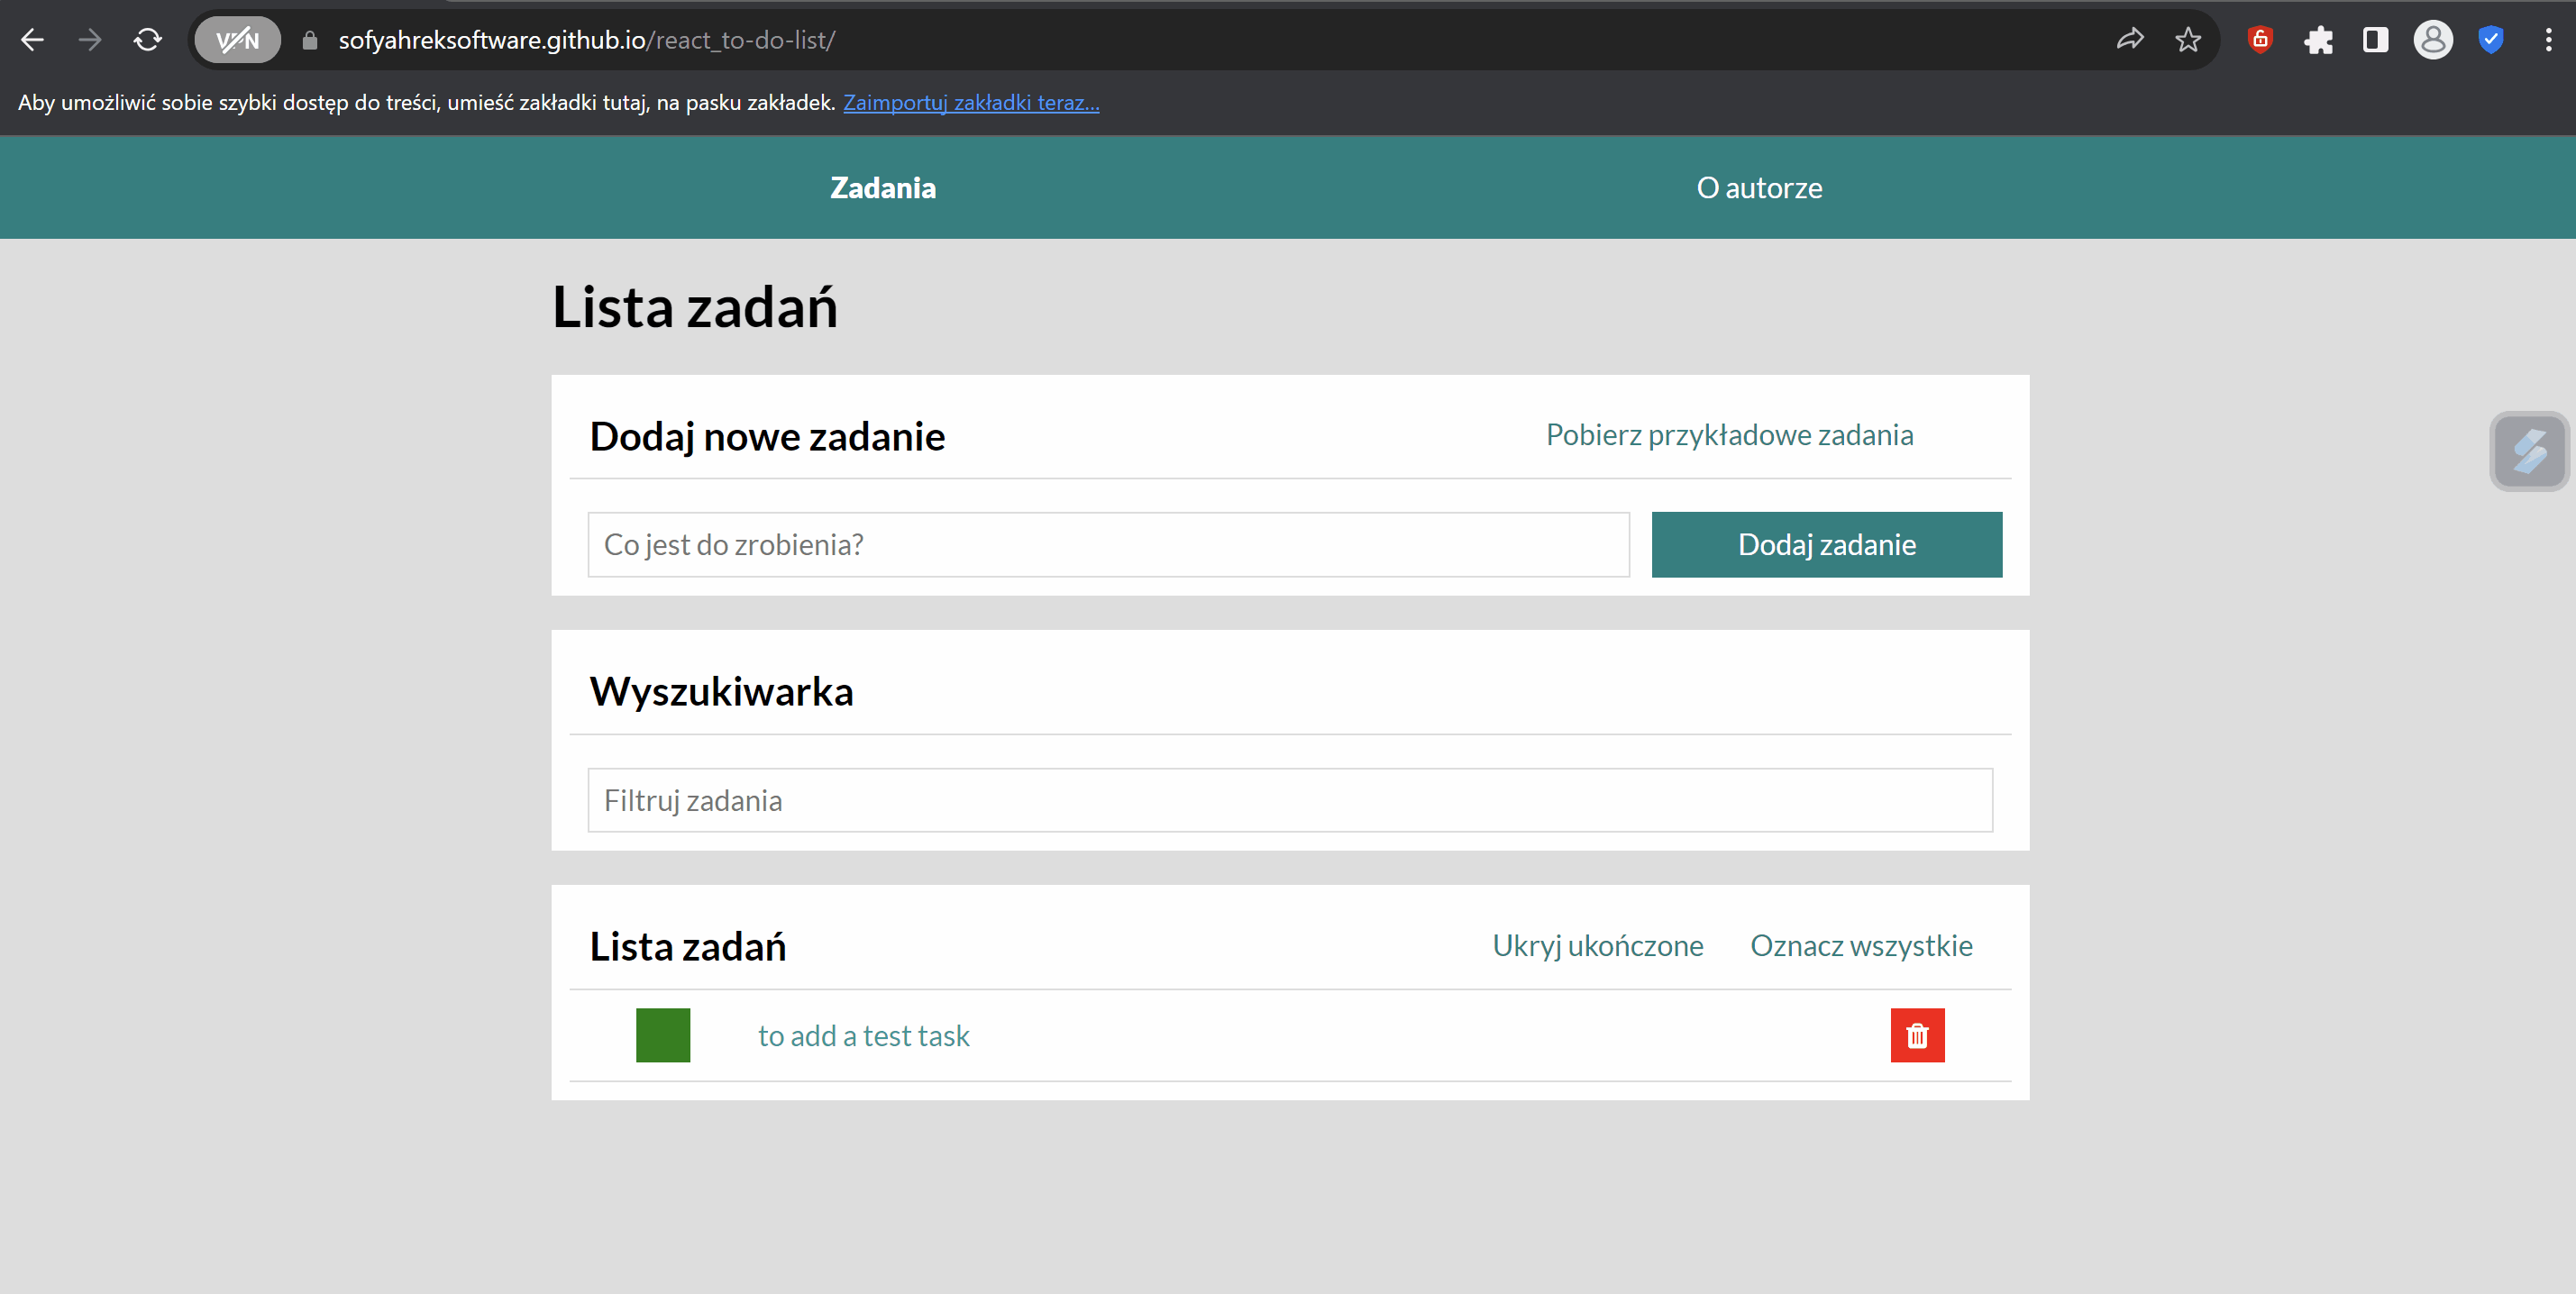 VPN sofyahreksoftware.github.io/react_to-do-list/
Aby umożliwić sobie szybki dostęp do treści, umieść zakładki tutaj, na pasku zakładek. Zaimportuj zakładki teraz...
Zadania O autorze
Lista zadań
Dodaj nowe zadanie Pobierz przykładowe zadania
Co jest do zrobienia? Dodaj zadanie
Wyszukiwarka
Filtruj zadania
Lista zadań Ukryj ukończone Oznacz wszystkie
to add a test task